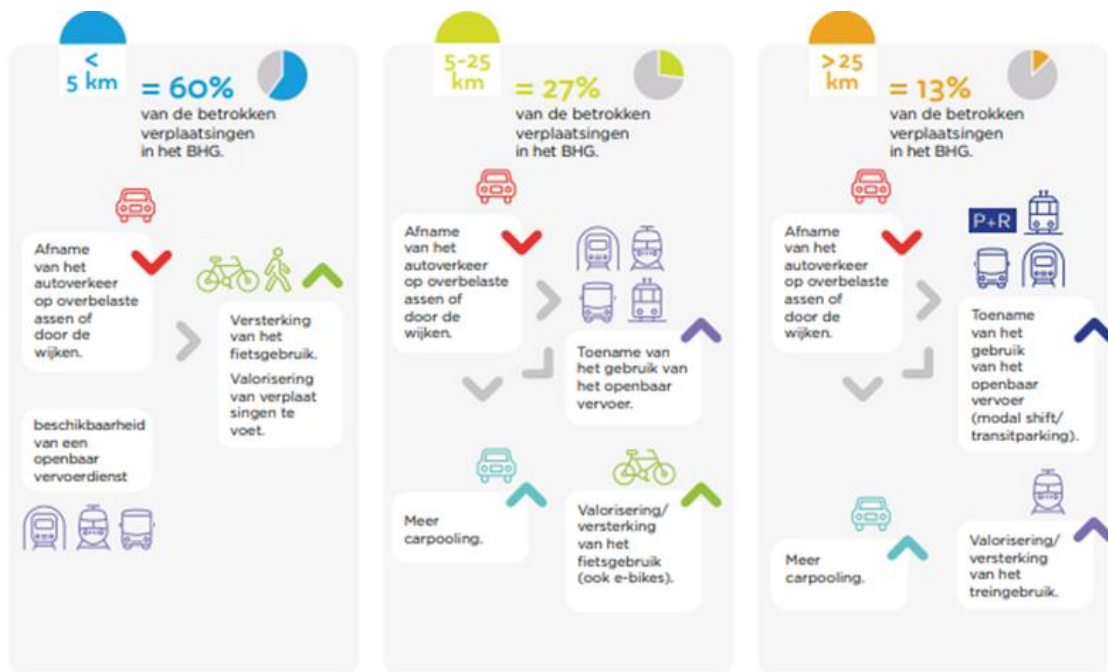 <
5 km
= 60%
van de betrokken
verplaatsingen
in het BHG.
Afname
van het
autoverkeer
op overbelaste
assen of
door de
wijken.
Versterking
van het
fietsgebruik.
Valorisering
van verplaat
singen te
voet.
beschikbaarheid
van een
openbaar
vervoerdienst
5-25
km
= 27%
van de betrokken
verplaatsingen
in het BHG.
Afname
van het
autoverkeer
op overbelaste
assen of
door de
wijken.
Toename van
het gebruik van
het openbaar
vervoer.
Meer
carpooling.
Valorisering/
versterking
van het
fietsgebruik
(ook e-bikes).
>25
km
= 13%
van de betrokken
verplaatsingen
in het BHG.
Afname
van het
autoverkeer
op overbelaste
assen of
door de
wijken.
P+R
Toename
van het
gebruik
van het
openbaar
vervoer
(modal shift/
transitparking).
Meer
carpooling.
Valorisering/
versterking
van het
treingebruik.